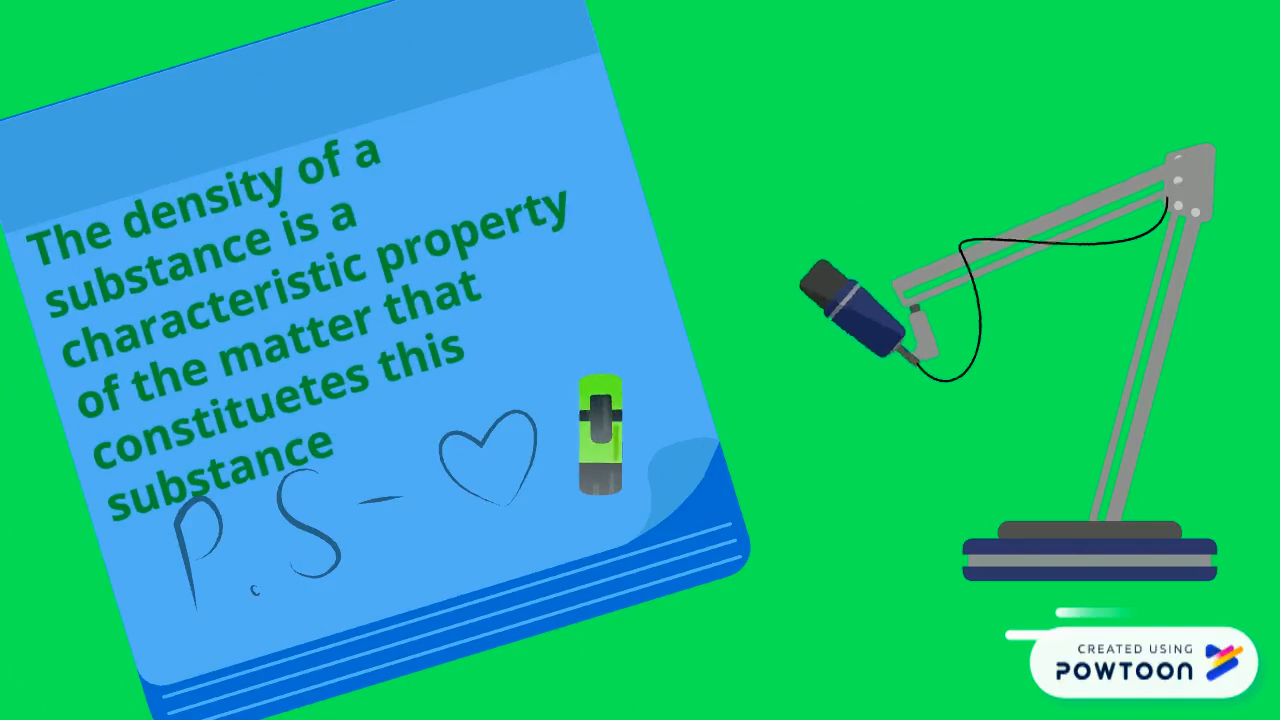 The density of a
substance is a
characteristic property
of the matter that
constituetes this
substance
P.S -
CREATED USING
POWTOON